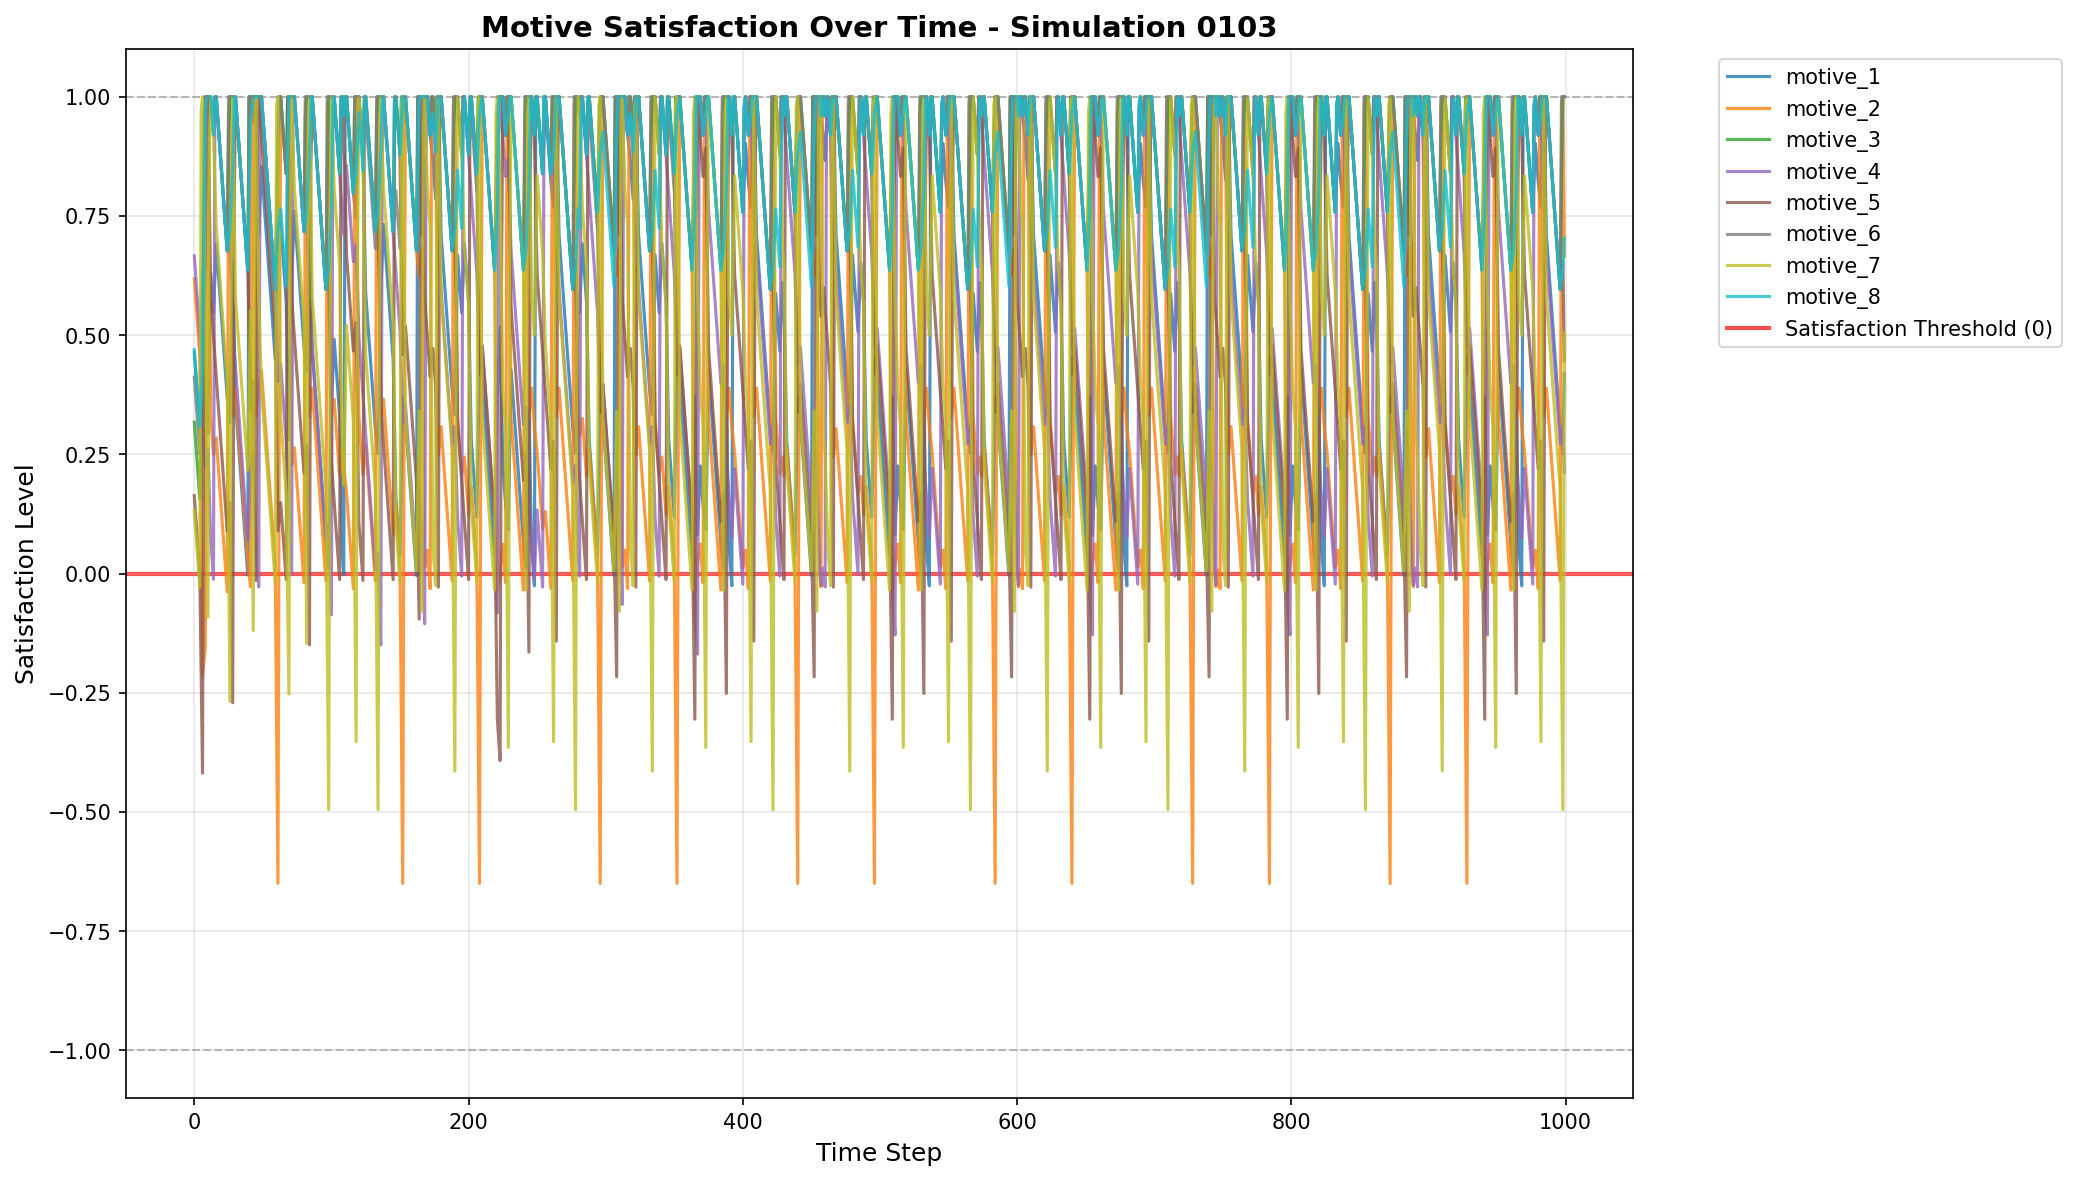 Motive Satisfaction Over Time - Simulation 0103
1.00
0.75
0.50
0.25
0.00
−0.25
−0.50
−0.75
−1.00
Satisfaction Level
0
200
400
600
800
1000
Time Step
motive_1
motive_2
motive_3
motive_4
motive_5
motive_6
motive_7
motive_8
Satisfaction Threshold (0)